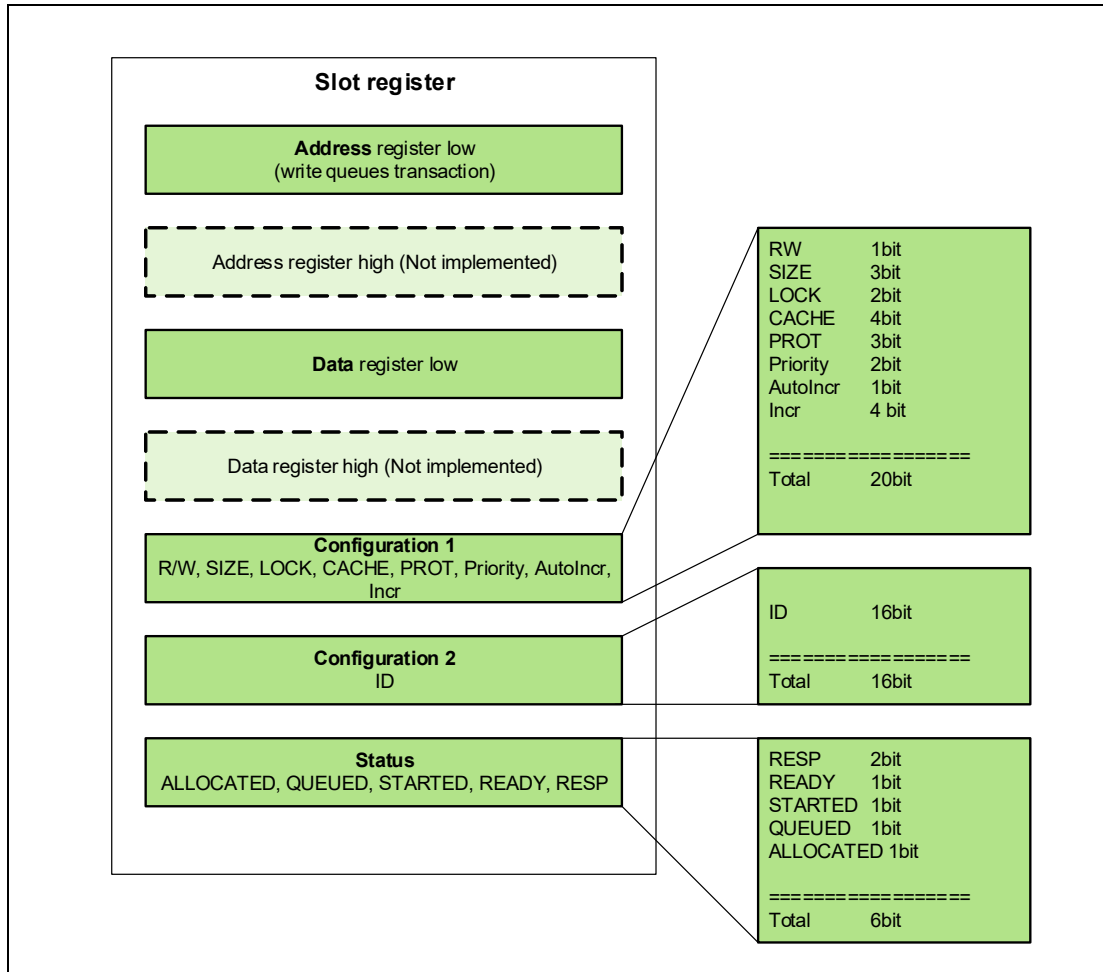 Slot register
Address register low
(write queues transaction)
Address register high (Not implemented)
Data register low
Data register high (Not implemented)
Configuration 1
R/W, SIZE, LOCK, CACHE, PROT, Priority, AutoIncr,
Incr
Configuration 2
ID
Status
ALLOCATED, QUEUED, STARTED, READY, RESP
RW 1bit
SIZE 3bit
LOCK 2bit
CACHE 4bit
PROT 3bit
Priority 2bit
AutoIncr 1bit
Incr 4 bit
==================
Total 20bit
ID 16bit
==================
Total 16bit
RESP 2bit
READY 1bit
STARTED 1bit
QUEUED 1bit
ALLOCATED 1bit
==================
Total 6bit